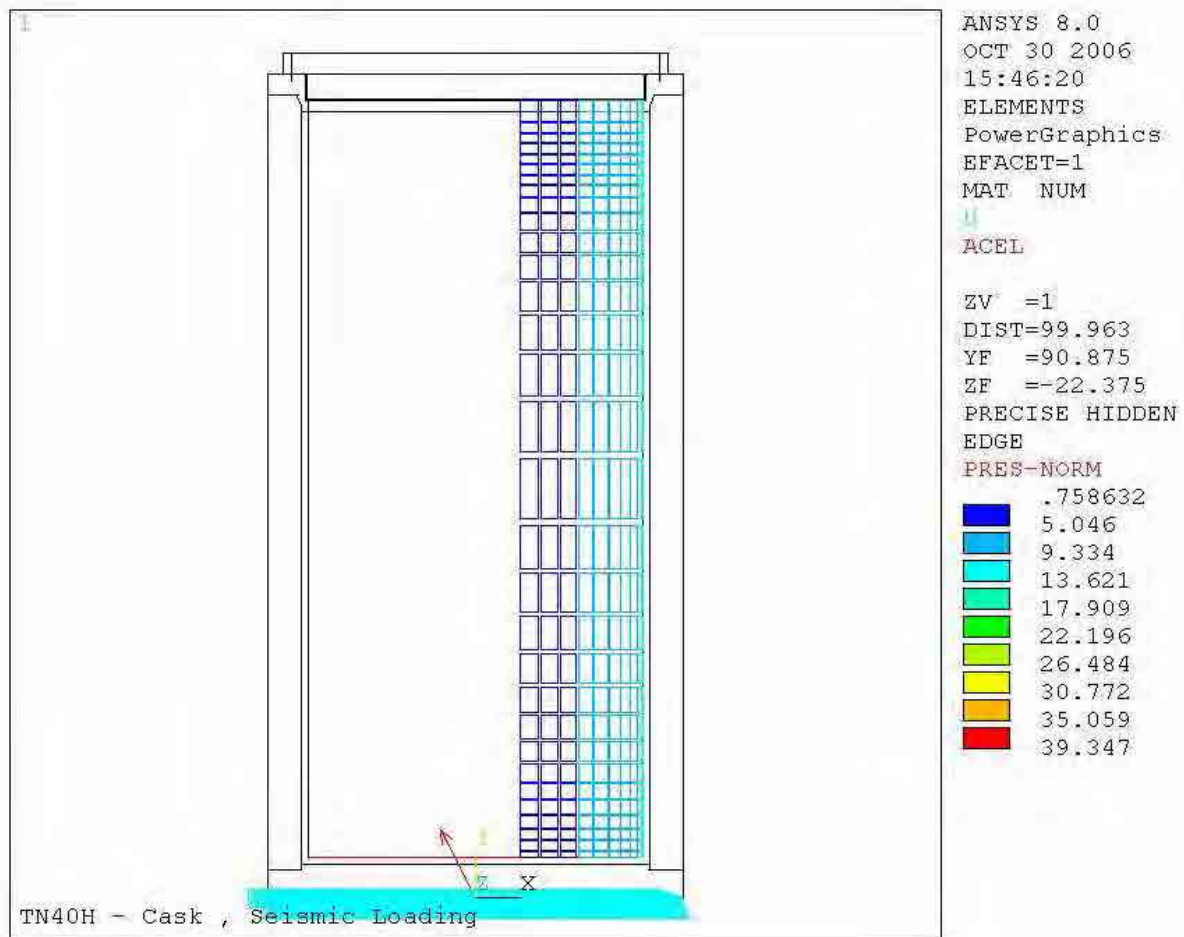 1
ANSYS 8.0
OCT 30 2006
15:46:20
ELEMENTS
PowerGraphics
EFACET=1
MAT NUM
U
ACEL
ZV =1
DIST=99.963
YF =90.875
ZF =-22.375
PRECISE HIDDEN
EDGE
PRES-NORM
.758632
5.046
9.334
13.621
17.909
22.196
26.484
30.772
35.059
39.347
Y
Z X
TN40H - Cask , Seismic Loading